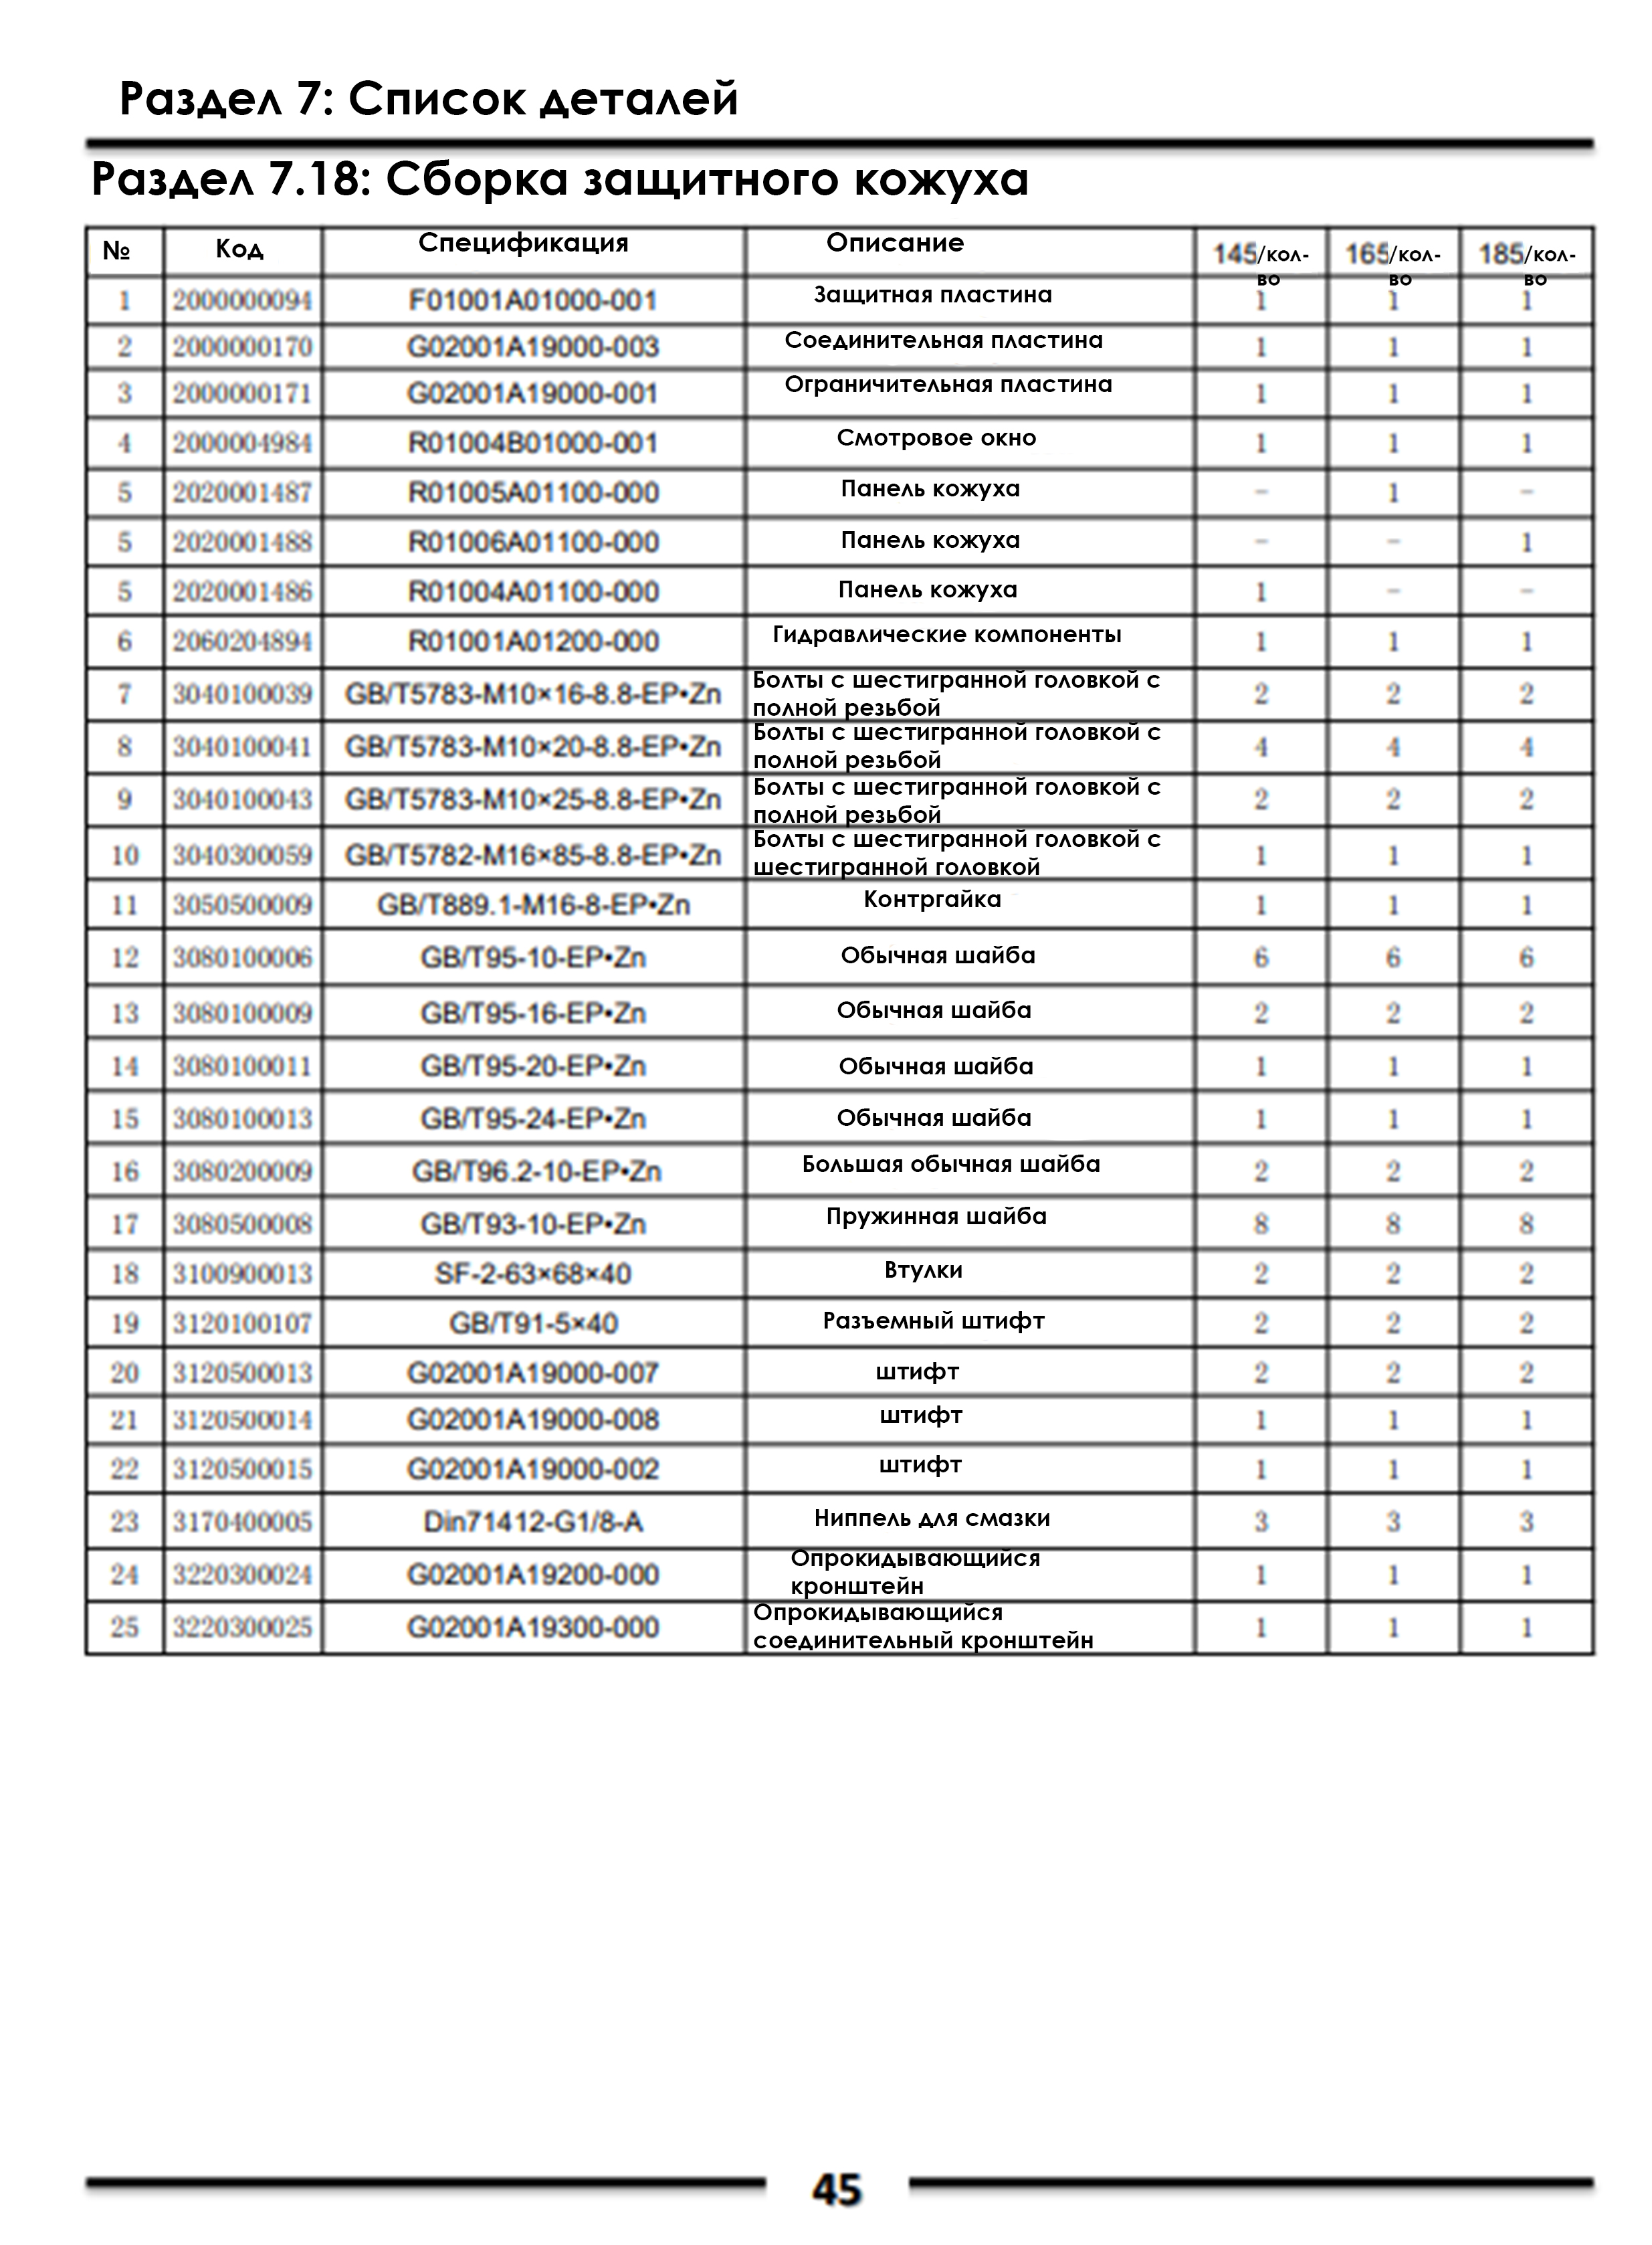 Раздел 7: Список деталей
Раздел 7.18: Сборка защитного кожуха
№ Код Спецификация Описание 145/кол-во 165/кол-во 185/кол-во
1 2000000094 F01001A01000-001 Защитная пластина 1 1 1
2 2000000170 G02001A19000-003 Соединительная пластина 1 1 1
3 2000000171 G02001A19000-001 Ограничительная пластина 1 1 1
4 2000004984 R01004B01000-001 Смотровое окно 1 1 1
5 2020001487 R01005A01100-000 Панель кожуха – 1 –
5 2020001488 R01006A01100-000 Панель кожуха – – 1
5 2020001486 R01004A01100-000 Панель кожуха 1 – –
6 2060204894 R01001A01200-000 Гидравлические компоненты 1 1 1
7 3040100039 GB/T5783-M10×16-8.8-EP•Zn Болты с шестигранной головкой с полной резьбой 2 2 2
8 3040100041 GB/T5783-M10×20-8.8-EP•Zn Болты с шестигранной головкой с полной резьбой 4 4 4
9 3040100043 GB/T5783-M10×25-8.8-EP•Zn Болты с шестигранной головкой с полной резьбой 2 2 2
10 3040300059 GB/T5782-M16×85-8.8-EP•Zn Болты с шестигранной головкой с шестигранной головкой 1 1 1
11 3050500009 GB/T889.1-M16-8-EP•Zn Контргайка 1 1 1
12 3080100006 GB/T95-10-EP•Zn Обычная шайба 6 6 6
13 3080100009 GB/T95-16-EP•Zn Обычная шайба 2 2 2
14 3080100011 GB/T95-20-EP•Zn Обычная шайба 1 1 1
15 3080100013 GB/T95-24-EP•Zn Обычная шайба 1 1 1
16 3080200009 GB/T96.2-10-EP•Zn Большая обычная шайба 2 2 2
17 3080500008 GB/T93-10-EP•Zn Пружинная шайба 8 8 8
18 3100900013 SF-2-63×68×40 Втулки 2 2 2
19 3120100107 GB/T91-5×40 Разъемный штифт 2 2 2
20 3120500013 G02001A19000-007 штифт 2 2 2
21 3120500014 G02001A19000-008 штифт 1 1 1
22 3120500015 G02001A19000-002 штифт 1 1 1
23 3170400005 Din71412-G1/8-A Ниппель для смазки 3 3 3
24 3220300024 G02001A19200-000 Опрокидывающийся кронштейн 1 1 1
25 3220300025 G02001A19300-000 Опрокидывающийся соединительный кронштейн 1 1 1
45